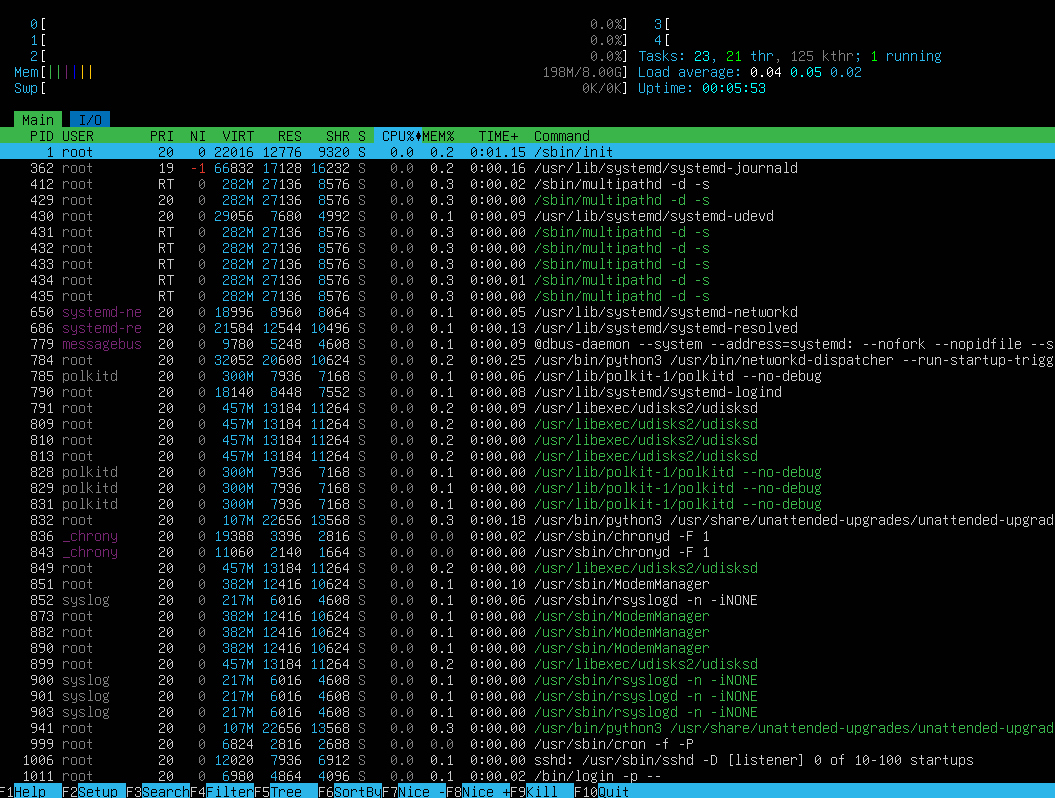 0[ 0.0%] 3[
1[ 0.0%] 4[
2[ 0.0%] Tasks: 23, 21 thr, 125 kthr; 1 running
Mem[|||||| 198M/8.00G] Load average: 0.04 0.05 0.02
Swp[ 0K/0K] Uptime: 00:05:53
Main I/O
PID USER PRI NI VIRT RES SHR S CPU% MEM% TIME+ Command
1 root 20 0 22016 12776 9320 S 0.0 0.2 0:01.15 /sbin/init
362 root 19 -1 66832 17128 16232 S 0.0 0.2 0:00.16 /usr/lib/systemd/systemd-journald
412 root RT 0 282M 27136 8576 S 0.0 0.3 0:00.02 /sbin/multipathd -d -s
429 root 20 0 282M 27136 8576 S 0.0 0.3 0:00.00 /sbin/multipathd -d -s
430 root 20 0 29056 7680 4992 S 0.0 0.1 0:00.09 /usr/lib/systemd/systemd-udevd
431 root RT 0 282M 27136 8576 S 0.0 0.3 0:00.00 /sbin/multipathd -d -s
432 root RT 0 282M 27136 8576 S 0.0 0.3 0:00.00 /sbin/multipathd -d -s
433 root RT 0 282M 27136 8576 S 0.0 0.3 0:00.00 /sbin/multipathd -d -s
434 root RT 0 282M 27136 8576 S 0.0 0.3 0:00.01 /sbin/multipathd -d -s
435 root RT 0 282M 27136 8576 S 0.0 0.3 0:00.00 /sbin/multipathd -d -s
650 systemd-ne 20 0 18996 8960 8064 S 0.0 0.1 0:00.05 /usr/lib/systemd/systemd-networkd
686 systemd-re 20 0 21584 12544 10496 S 0.0 0.1 0:00.13 /usr/lib/systemd/systemd-resolved
779 messagebus 20 0 9780 5248 4608 S 0.0 0.1 0:00.09 @dbus-daemon --system --address=systemd: --nofork --nopidfile --s
784 root 20 0 32052 20608 10624 S 0.0 0.2 0:00.25 /usr/bin/python3 /usr/bin/networkd-dispatcher --run-startup-trigg
785 polkitd 20 0 300M 7936 7168 S 0.0 0.1 0:00.06 /usr/lib/polkit-1/polkitd --no-debug
790 root 20 0 18140 8448 7552 S 0.0 0.1 0:00.08 /usr/lib/systemd/systemd-logind
791 root 20 0 457M 13184 11264 S 0.0 0.2 0:00.09 /usr/libexec/udisks2/udisksd
809 root 20 0 457M 13184 11264 S 0.0 0.2 0:00.00 /usr/libexec/udisks2/udisksd
810 root 20 0 457M 13184 11264 S 0.0 0.2 0:00.00 /usr/libexec/udisks2/udisksd
813 root 20 0 457M 13184 11264 S 0.0 0.2 0:00.00 /usr/libexec/udisks2/udisksd
828 polkitd 20 0 300M 7936 7168 S 0.0 0.1 0:00.00 /usr/lib/polkit-1/polkitd --no-debug
829 polkitd 20 0 300M 7936 7168 S 0.0 0.1 0:00.00 /usr/lib/polkit-1/polkitd --no-debug
831 polkitd 20 0 300M 7936 7168 S 0.0 0.1 0:00.00 /usr/lib/polkit-1/polkitd --no-debug
832 root 20 0 107M 22656 13568 S 0.0 0.3 0:00.18 /usr/bin/python3 /usr/share/unattended-upgrades/unattended-upgrad
836 _chrony 20 0 19388 3396 2816 S 0.0 0.0 0:00.02 /usr/sbin/chronyd -F 1
843 _chrony 20 0 11060 2140 1664 S 0.0 0.0 0:00.00 /usr/sbin/chronyd -F 1
849 root 20 0 457M 13184 11264 S 0.0 0.2 0:00.00 /usr/libexec/udisks2/udisksd
851 root 20 0 382M 12416 10624 S 0.0 0.1 0:00.10 /usr/sbin/ModemManager
852 syslog 20 0 217M 6016 4608 S 0.0 0.1 0:00.06 /usr/sbin/rsyslogd -n -iNONE
873 root 20 0 382M 12416 10624 S 0.0 0.1 0:00.00 /usr/sbin/ModemManager
882 root 20 0 382M 12416 10624 S 0.0 0.1 0:00.00 /usr/sbin/ModemManager
890 root 20 0 382M 12416 10624 S 0.0 0.1 0:00.00 /usr/sbin/ModemManager
899 root 20 0 457M 13184 11264 S 0.0 0.2 0:00.00 /usr/libexec/udisks2/udisksd
900 syslog 20 0 217M 6016 4608 S 0.0 0.1 0:00.00 /usr/sbin/rsyslogd -n -iNONE
901 syslog 20 0 217M 6016 4608 S 0.0 0.1 0:00.00 /usr/sbin/rsyslogd -n -iNONE
903 syslog 20 0 217M 6016 4608 S 0.0 0.1 0:00.00 /usr/sbin/rsyslogd -n -iNONE
941 root 20 0 107M 22656 13568 S 0.0 0.3 0:00.00 /usr/bin/python3 /usr/share/unattended-upgrades/unattended-upgrad
999 root 20 0 6824 2816 2688 S 0.0 0.0 0:00.00 /usr/sbin/cron -f -P
1006 root 20 0 12020 7936 6912 S 0.0 0.1 0:00.00 sshd: /usr/sbin/sshd -D [listener] 0 of 10-100 startups
1011 root 20 0 6980 4864 4096 S 0.0 0.1 0:00.02 /bin/login -p --
F1Help F2Setup F3SearchF4FilterF5Tree F6SortByF7Nice -F8Nice +F9Kill F10Quit